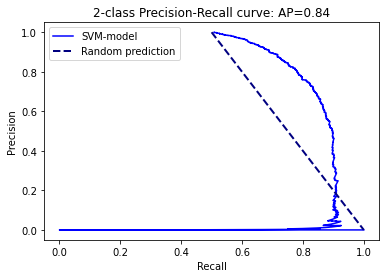 2-class Precision-Recall curve: AP=0.84
SVM-model
Random prediction
1.0
0.8
0.6
0.4
0.2
0.0
Precision
0.0 0.2 0.4 0.6 0.8 1.0
Recall